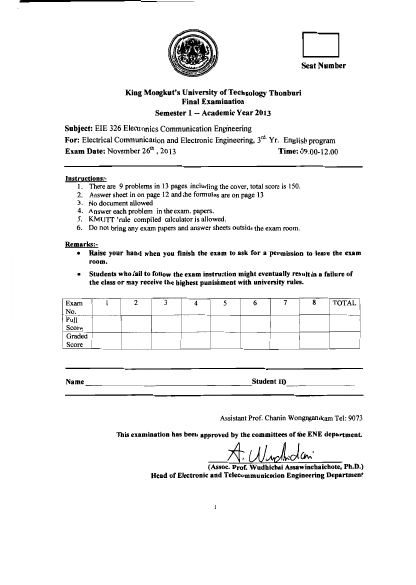 Seat Number
King Mongkut's University of Technology Thonburi
Final Examination
Semester 1 -- Academic Year 2013
Subject: EIE 326 Electronics Communication Engineering
For: Electrical Communication and Electronic Engineering, 3rd Yr. English program
Exam Date: November 26th, 2013 Time: 09.00-12.00
Instructions:-
1. There are 9 problems in 13 pages including the cover, total score is 150.
2. Answer sheet in on page 12 and the formulas are on page 13
3. No document allowed
4. Answer each problem in the exam. papers.
5. KMUTT 'rule compiled calculator is allowed.
6. Do not bring any exam papers and answer sheets outside the exam room.
Remarks:-
• Raise your hand when you finish the exam to ask for a permission to leave the exam
room.
• Students who fail to follow the exam instruction might eventually result in a failure of
the class or may receive the highest punishment with university rules.
Exam No. 1 2 3 4 5 6 7 8 TOTAL
Full Score
Graded Score
Name Student ID
Assistant Prof. Chanin Wongngamkam Tel: 9073
This examination has been approved by the committees of the ENE department.
A. Wudhichai
(Assoc. Prof. Wudhichai Assawinchaichote, Ph.D.)
Head of Electronic and Telecommunication Engineering Department
1